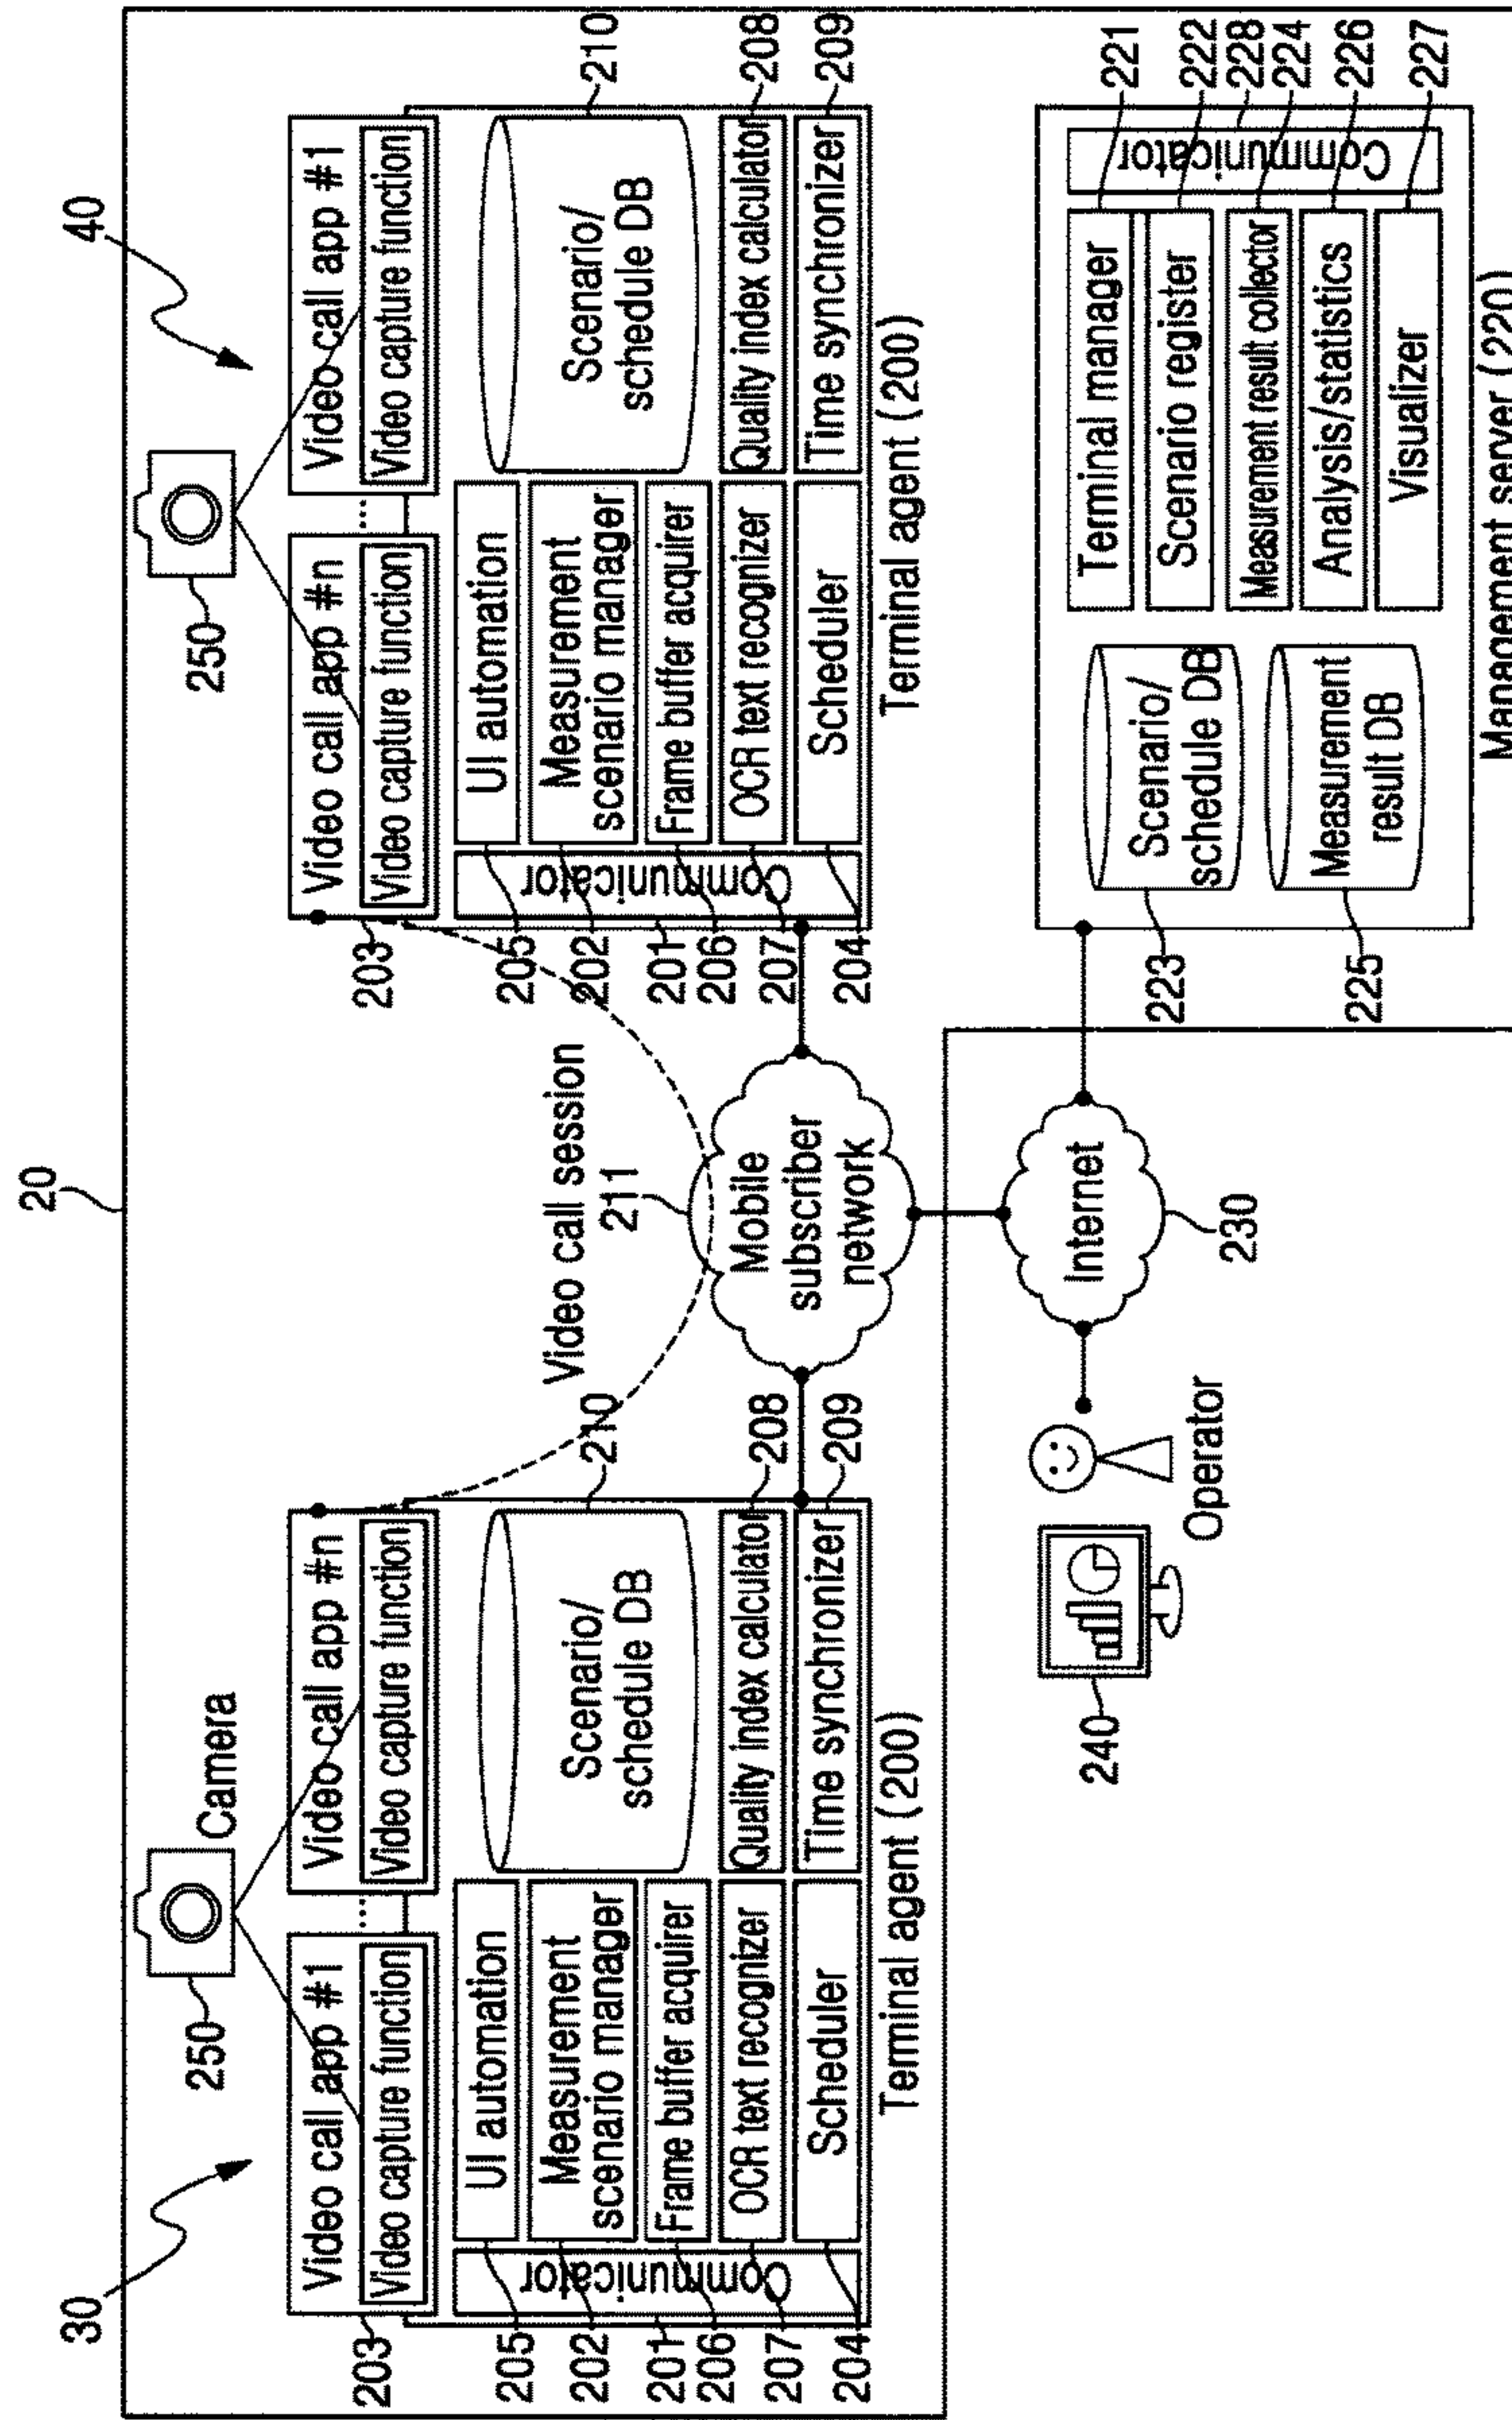 20
30
40
250
Camera
250
203
Video call app #1
Video capture function
...
Video call app #n
Video capture function
205
202
201
206
207
204
Communicator
UI automation
Measurement
scenario manager
Frame buffer acquirer
OCR text recognizer
Scheduler
Scenario/
schedule DB
Quality index calculator
Time synchronizer
210
208
209
Terminal agent (200)
Video call session
211
Mobile
subscriber
network
203
Video call app #n
Video capture function
...
Video call app #1
Video capture function
205
202
201
206
207
204
Communicator
UI automation
Measurement
scenario manager
Frame buffer acquirer
OCR text recognizer
Scheduler
Scenario/
schedule DB
Quality index calculator
Time synchronizer
210
208
209
Terminal agent (200)
240
Operator
Internet
230
223
225
Scenario/
schedule DB
Measurement
result DB
Terminal manager
Scenario register
Measurement result collector
Analysis/statistics
Visualizer
Communicator
221
222
228
224
226
227
Management server (220)